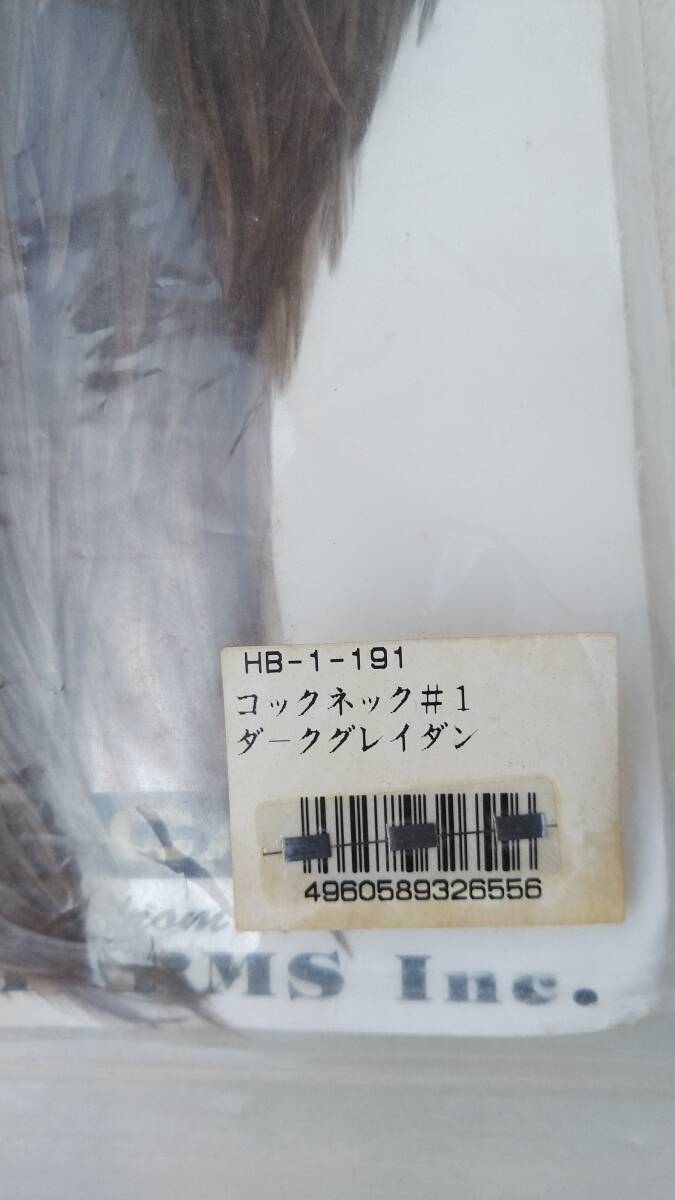 HB-1-191
コックネック#1
ダークグレイダン
4960589326556
from
RMS Inc.